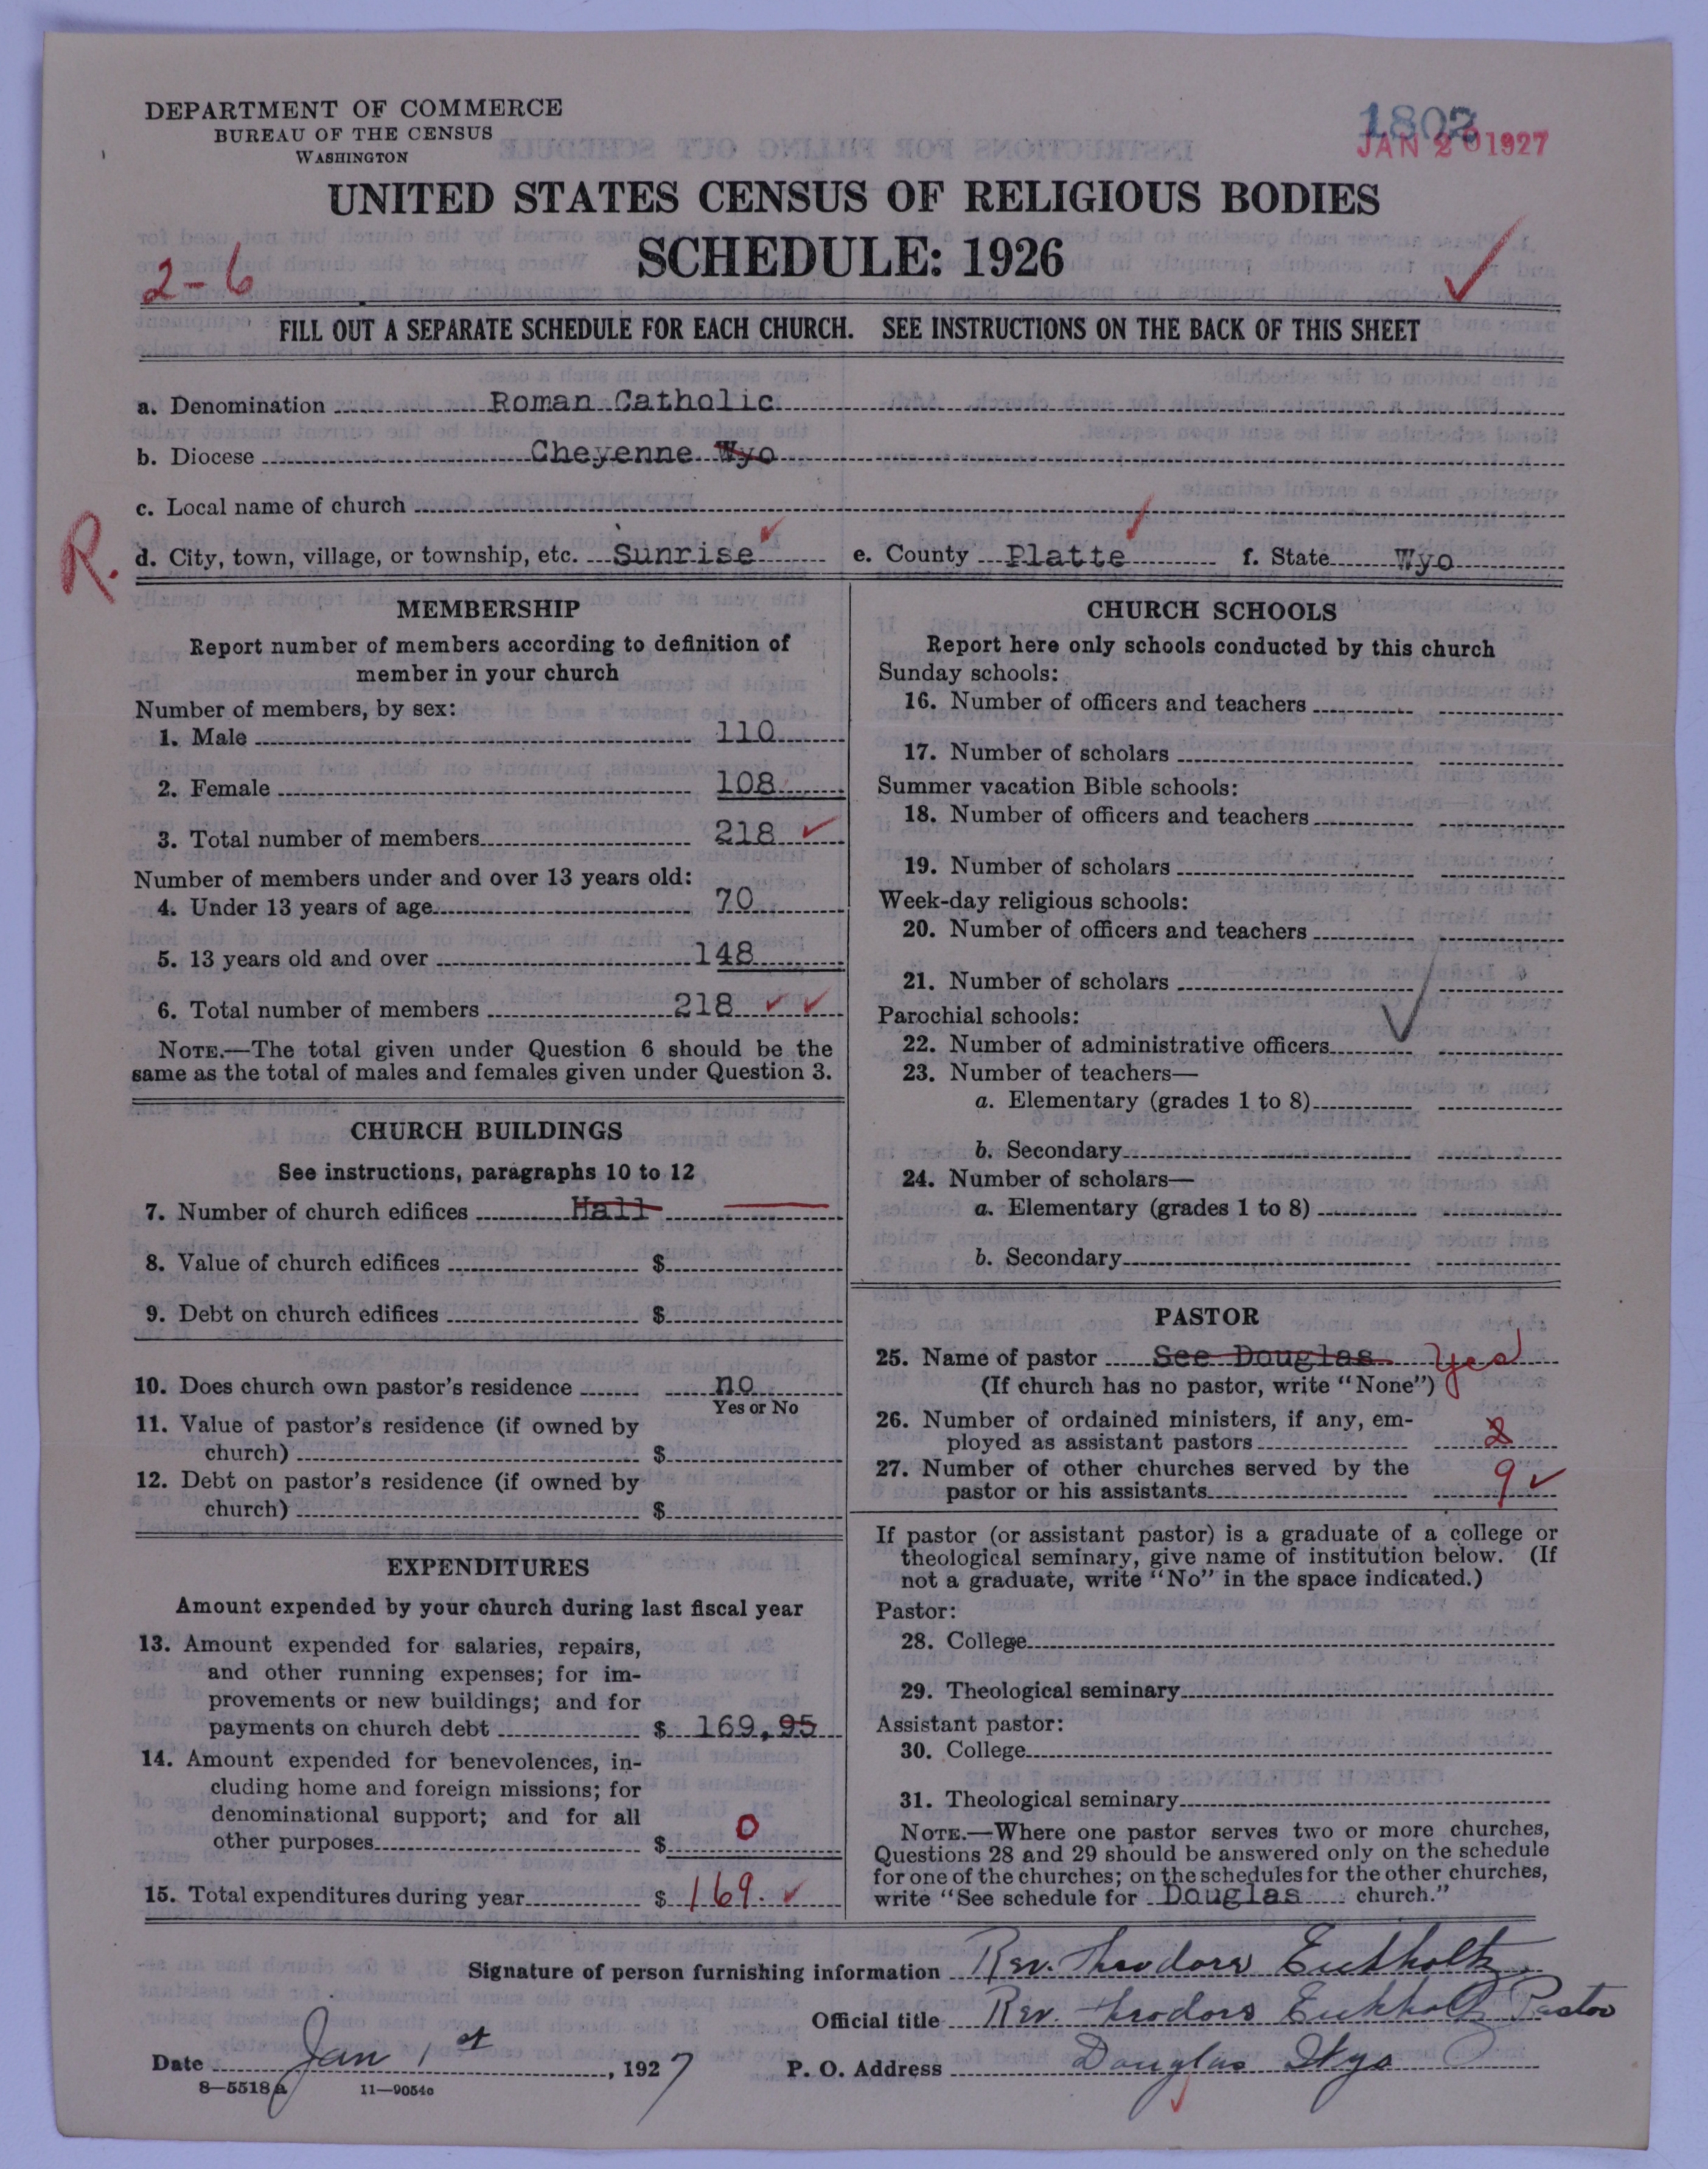 DEPARTMENT OF COMMERCE
BUREAU OF THE CENSUS
WASHINGTON
1802
JAN 20 1927
UNITED STATES CENSUS OF RELIGIOUS BODIES
SCHEDULE: 1926
2-6
FILL OUT A SEPARATE SCHEDULE FOR EACH CHURCH. SEE INSTRUCTIONS ON THE BACK OF THIS SHEET
a. Denomination Roman Catholic
b. Diocese Cheyenne Wyo
c. Local name of church
R.
d. City, town, village, or township, etc. Sunrise e. County Platte f. State Wyo
MEMBERSHIP
Report number of members according to definition of
member in your church
Number of members, by sex:
1. Male 110
2. Female 108
3. Total number of members 218
Number of members under and over 13 years old:
4. Under 13 years of age 70
5. 13 years old and over 148
6. Total number of members 218
NOTE.—The total given under Question 6 should be the
same as the total of males and females given under Question 3.
CHURCH BUILDINGS
See instructions, paragraphs 10 to 12
7. Number of church edifices Hall
8. Value of church edifices $
9. Debt on church edifices $
10. Does church own pastor's residence no
Yes or No
11. Value of pastor's residence (if owned by
church) $
12. Debt on pastor's residence (if owned by
church) $
EXPENDITURES
Amount expended by your church during last fiscal year
13. Amount expended for salaries, repairs,
and other running expenses; for im-
provements or new buildings; and for
payments on church debt $ 169,95
14. Amount expended for benevolences, in-
cluding home and foreign missions; for
denominational support; and for all
other purposes $ 0
15. Total expenditures during year $ 169.
CHURCH SCHOOLS
Report here only schools conducted by this church
Sunday schools:
16. Number of officers and teachers
17. Number of scholars
Summer vacation Bible schools:
18. Number of officers and teachers
19. Number of scholars
Week-day religious schools:
20. Number of officers and teachers
21. Number of scholars
Parochial schools:
22. Number of administrative officers
23. Number of teachers—
a. Elementary (grades 1 to 8)
b. Secondary
24. Number of scholars—
a. Elementary (grades 1 to 8)
b. Secondary
PASTOR
25. Name of pastor See Douglas yes
(If church has no pastor, write "None")
26. Number of ordained ministers, if any, em-
ployed as assistant pastors
27. Number of other churches served by the
pastor or his assistants 9
If pastor (or assistant pastor) is a graduate of a college or
theological seminary, give name of institution below. (If
not a graduate, write "No" in the space indicated.)
Pastor:
28. College
29. Theological seminary
Assistant pastor:
30. College
31. Theological seminary
NOTE.—Where one pastor serves two or more churches,
Questions 28 and 29 should be answered only on the schedule
for one of the churches; on the schedules for the other churches,
write "See schedule for Douglas church."
Signature of person furnishing information Rev. Theodore
Official title Rev. Theodore Pastor
Date Jan 1st, 1927 P. O. Address Douglas Wyo
8—5518a 11—9054o